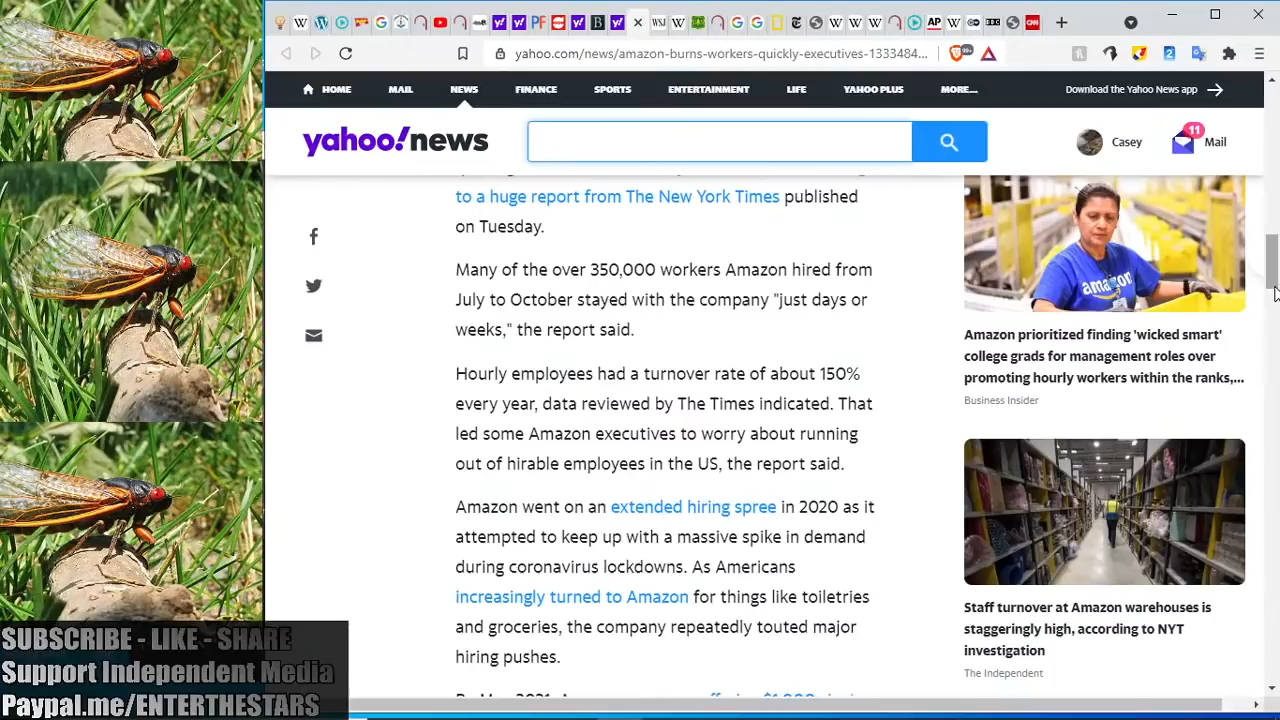 yahoo.com/news/amazon-burns-workers-quickly-executives-1333484...
HOME MAIL NEWS FINANCE SPORTS ENTERTAINMENT LIFE YAHOO PLUS MORE... Download the Yahoo News app
yahoo!news
Casey
11
Mail
to a huge report from The New York Times published
on Tuesday.
Many of the over 350,000 workers Amazon hired from
July to October stayed with the company "just days or
weeks," the report said.
Hourly employees had a turnover rate of about 150%
every year, data reviewed by The Times indicated. That
led some Amazon executives to worry about running
out of hirable employees in the US, the report said.
Amazon went on an extended hiring spree in 2020 as it
attempted to keep up with a massive spike in demand
during coronavirus lockdowns. As Americans
increasingly turned to Amazon for things like toiletries
and groceries, the company repeatedly touted major
hiring pushes.
amazon
Amazon prioritized finding 'wicked smart'
college grads for management roles over
promoting hourly workers within the ranks,...
Business Insider
Staff turnover at Amazon warehouses is
staggeringly high, according to NYT
investigation
The Independent
SUBSCRIBE - LIKE - SHARE
Support Independent Media
Paypal.me/ENTERTHESTARS